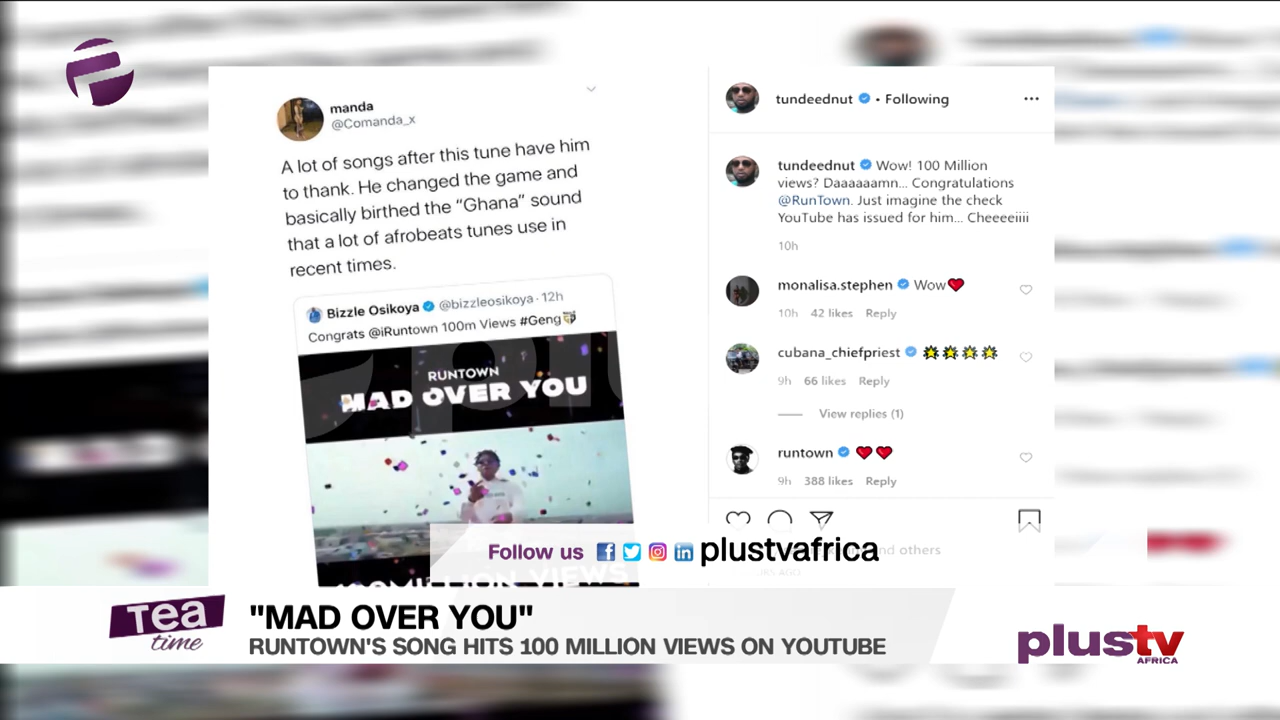 manda
@Comanda_x
A lot of songs after this tune have him
to thank. He changed the game and
basically birthed the “Ghana” sound
that a lot of afrobeats tunes use in
recent times.
Bizzle Osikoya @bizzleosikoya · 12h
Congrats @iRuntown 100m Views #Geng
RUNTOWN
MAD OVER YOU
100 MILLION VIEWS
tundeednut • Following
tundeednut Wow! 100 Million
views? Daaaaaamn... Congratulations
@RunTown. Just imagine the check
YouTube has issued for him... Cheeeeiiii
10h
monalisa.stephen Wow❤
10h 42 likes Reply
cubana_chiefpriest
9h 66 likes Reply
View replies (1)
runtown ❤❤
9h 388 likes Reply
and others
AGO
Follow us plustvafrica
Tea
time
"MAD OVER YOU"
RUNTOWN'S SONG HITS 100 MILLION VIEWS ON YOUTUBE
plustv
AFRICA